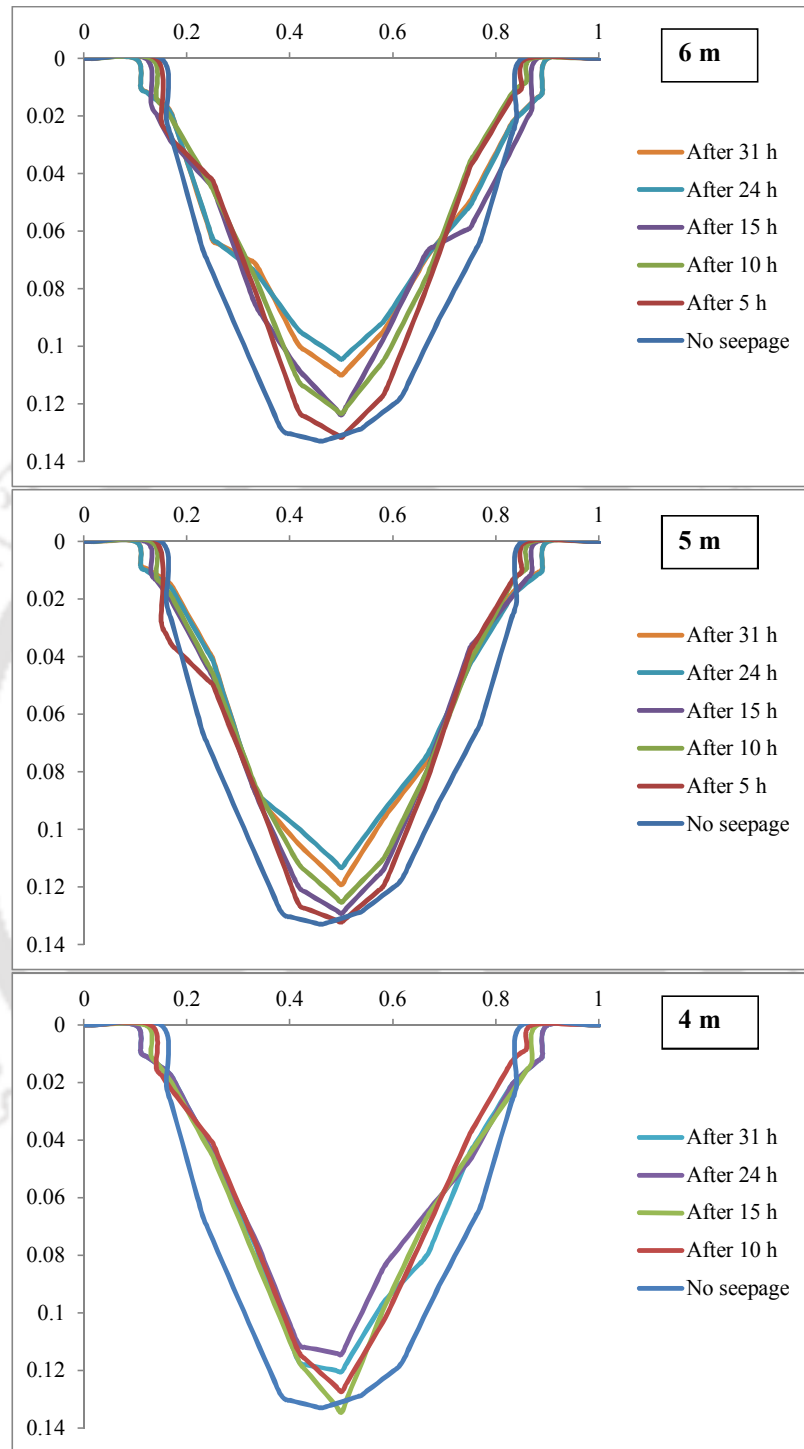 0 0.2 0.4 0.6 0.8 1
6 m
0
0.02
0.04
0.06
0.08
0.1
0.12
0.14
After 31 h
After 24 h
After 15 h
After 10 h
After 5 h
No seepage
0 0.2 0.4 0.6 0.8 1
5 m
0
0.02
0.04
0.06
0.08
0.1
0.12
0.14
After 31 h
After 24 h
After 15 h
After 10 h
After 5 h
No seepage
0 0.2 0.4 0.6 0.8 1
4 m
0
0.02
0.04
0.06
0.08
0.1
0.12
0.14
After 31 h
After 24 h
After 15 h
After 10 h
No seepage